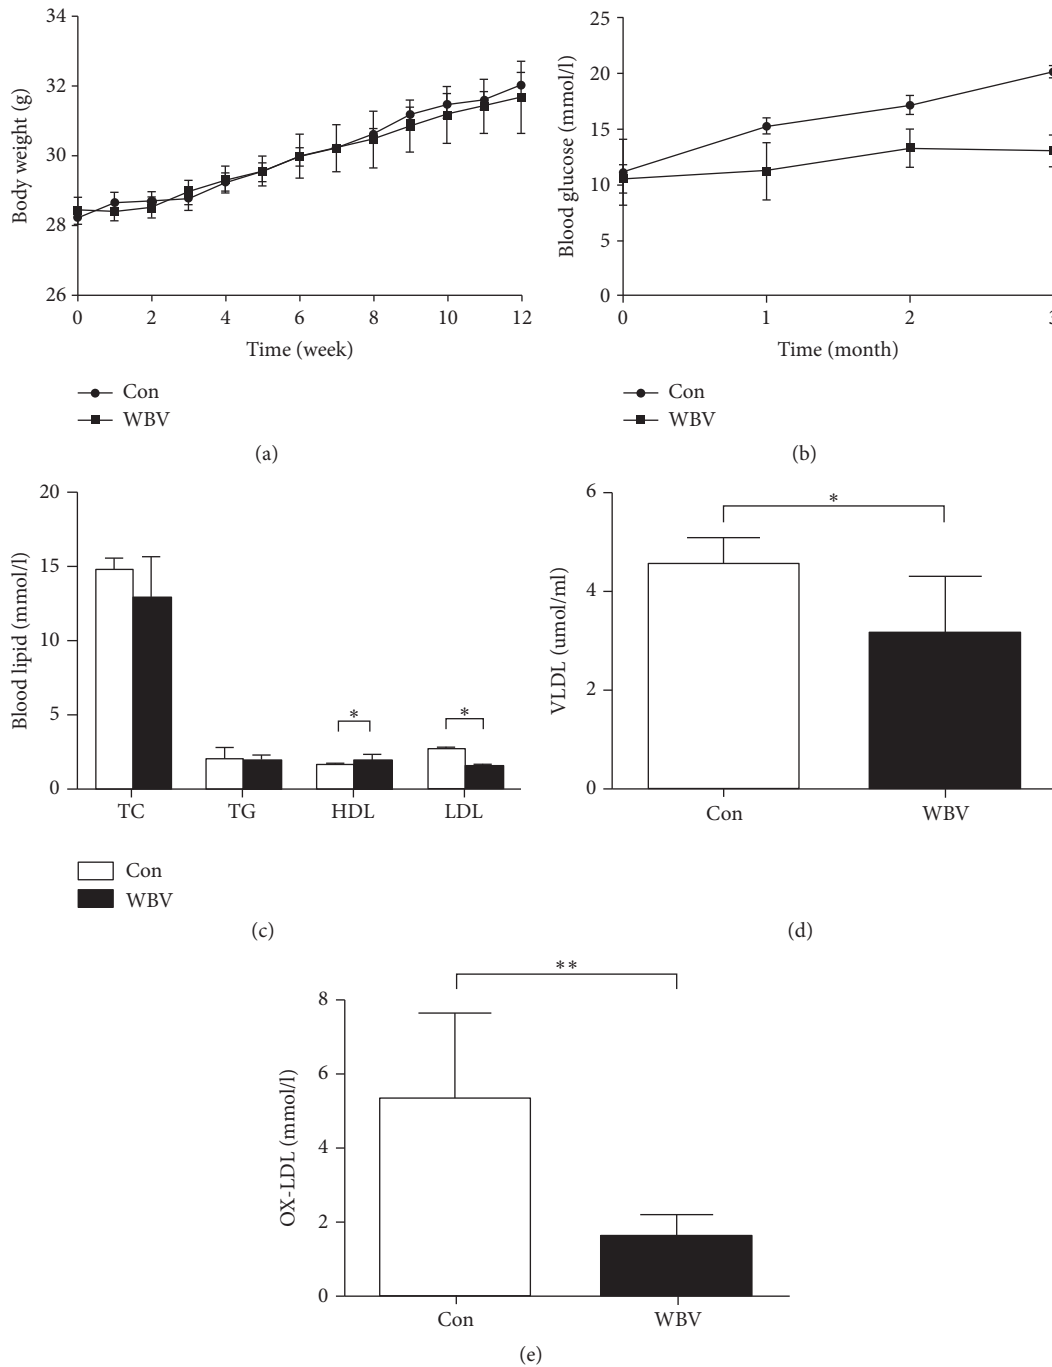 34
32
30
28
26
Body weight (g)
0 2 4 6 8 10 12
Time (week)
Con
WBV
(a)
25
20
15
10
5
0
Blood glucose (mmol/l)
0 1 2 3
Time (month)
Con
WBV
(b)
20
15
10
5
0
Blood lipid (mmol/l)
* *
TC TG HDL LDL
Con
WBV
(c)
6
4
2
0
VLDL (umol/ml)
*
Con WBV
(d)
8
6
4
2
0
OX-LDL (mmol/l)
**
Con WBV
(e)